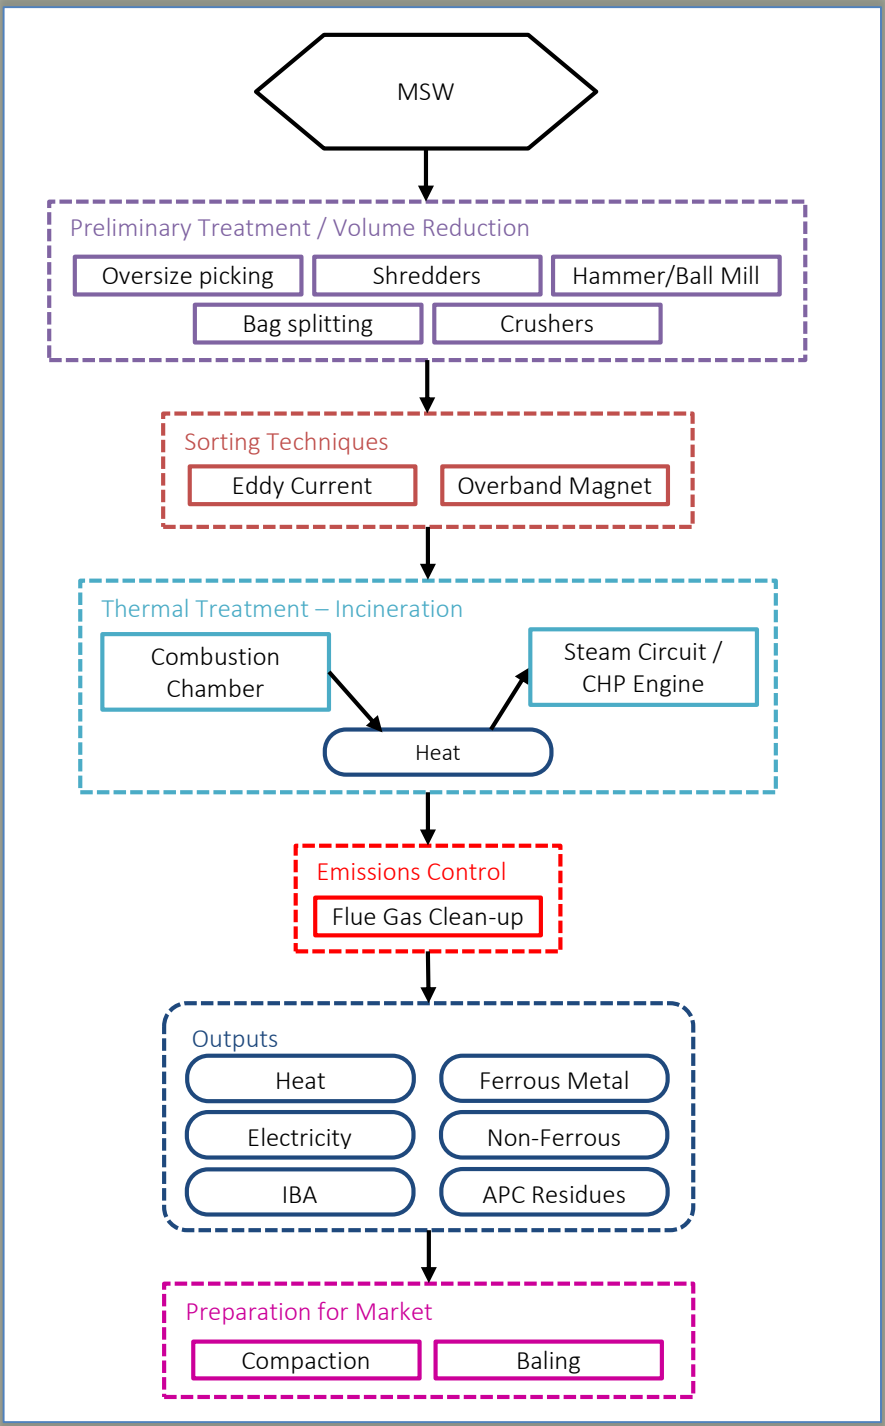 MSW
Preliminary Treatment / Volume Reduction
Oversize picking
Shredders
Hammer/Ball Mill
Bag splitting
Crushers
Sorting Techniques
Eddy Current
Overband Magnet
Thermal Treatment – Incineration
Combustion
Chamber
Steam Circuit /
CHP Engine
Heat
Emissions Control
Flue Gas Clean-up
Outputs
Heat
Ferrous Metal
Electricity
Non-Ferrous
IBA
APC Residues
Preparation for Market
Compaction
Baling